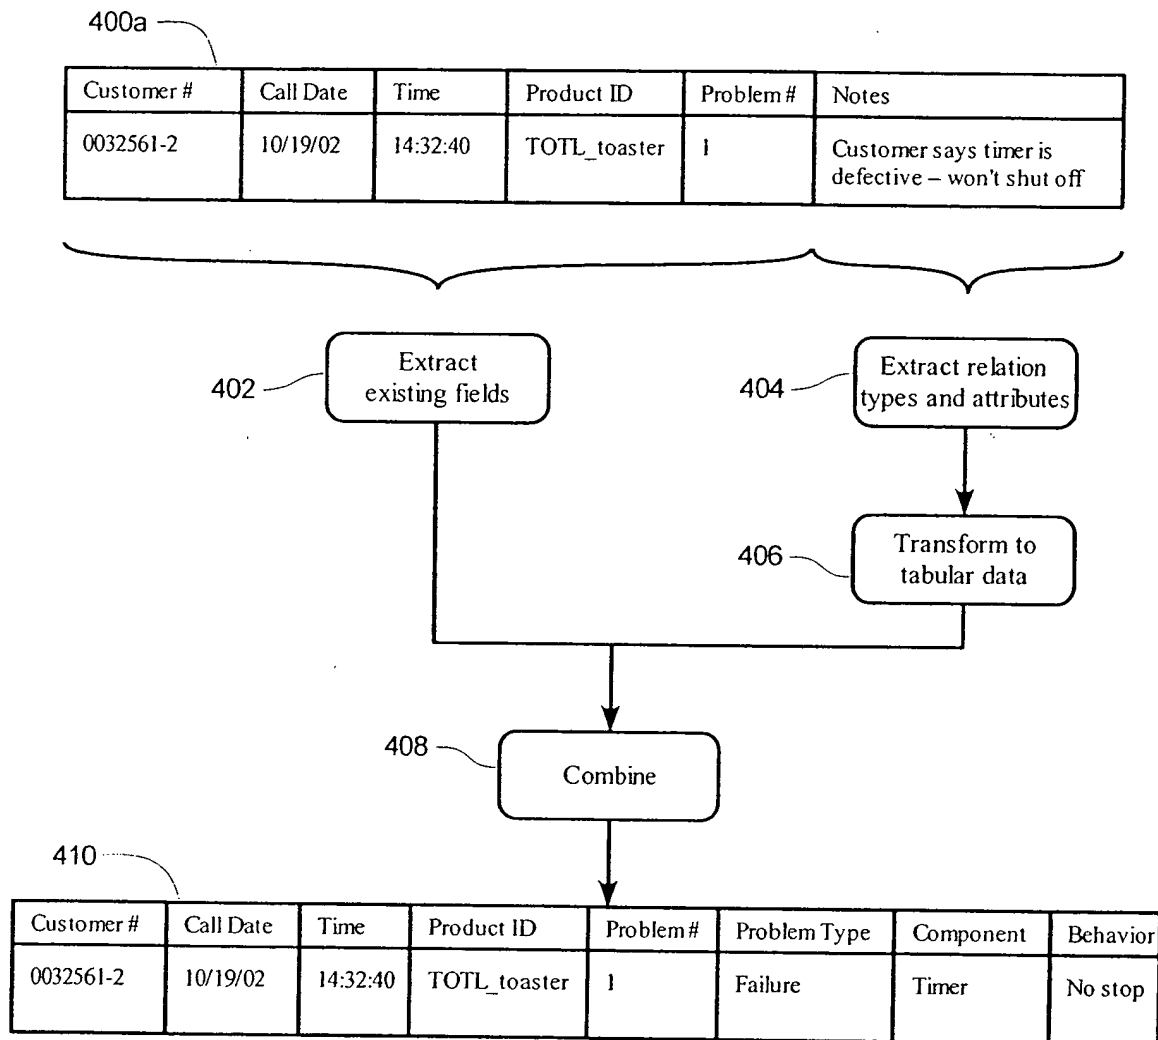 400a
Customer # Call Date Time Product ID Problem # Notes
0032561-2 10/19/02 14:32:40 TOTL_toaster 1 Customer says timer is
defective – won't shut off
Extract
existing fields
402
Extract relation
types and attributes
404
Transform to
tabular data
406
408
Combine
410
Customer # Call Date Time Product ID Problem # Problem Type Component Behavior
0032561-2 10/19/02 14:32:40 TOTL_toaster 1 Failure Timer No stop